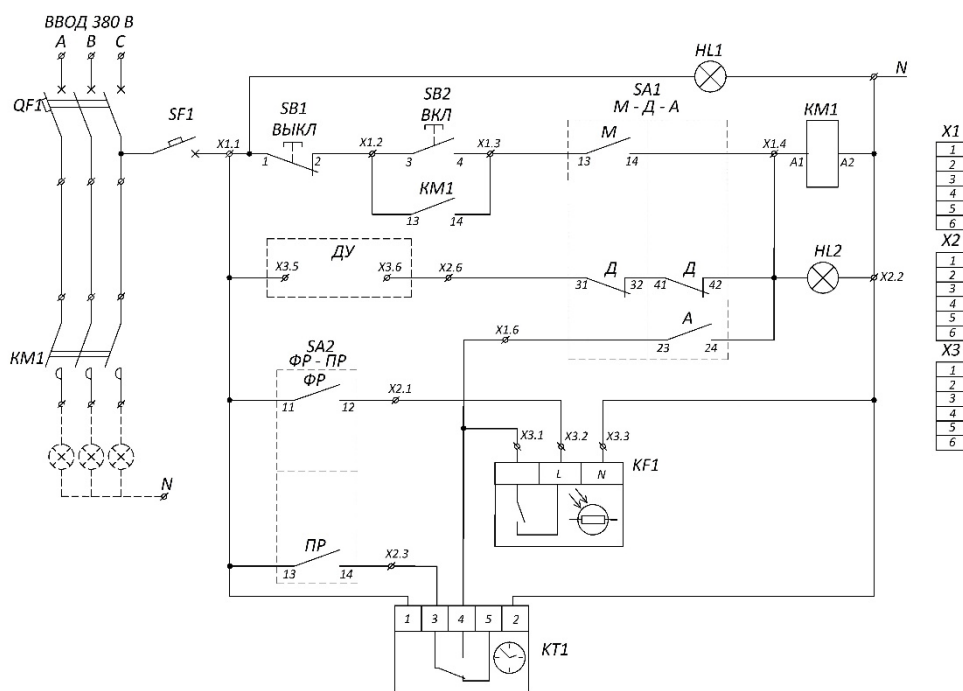 ВВОД 380 В
A B C
QF1
SF1
X1.1
SB1
ВЫКЛ
1 2
X1.2
SB2
ВКЛ
3 4
X1.3
KM1
13 14
HL1
N
SA1
М - Д - А
М
13 14
X1.4
KM1
A1 A2
ДУ
X3.5 X3.6
X2.6
Д Д
31 32 41 42
HL2
X2.2
А
X1.6
23 24
KM1
SA2
ФР - ПР
ФР
11 12
X2.1
X3.1 X3.2 X3.3
L N
KF1
N
ПР
13 14
X2.3
1 3 4 5 2
KT1
X1
1
2
3
4
5
6
X2
1
2
3
4
5
6
X3
1
2
3
4
5
6